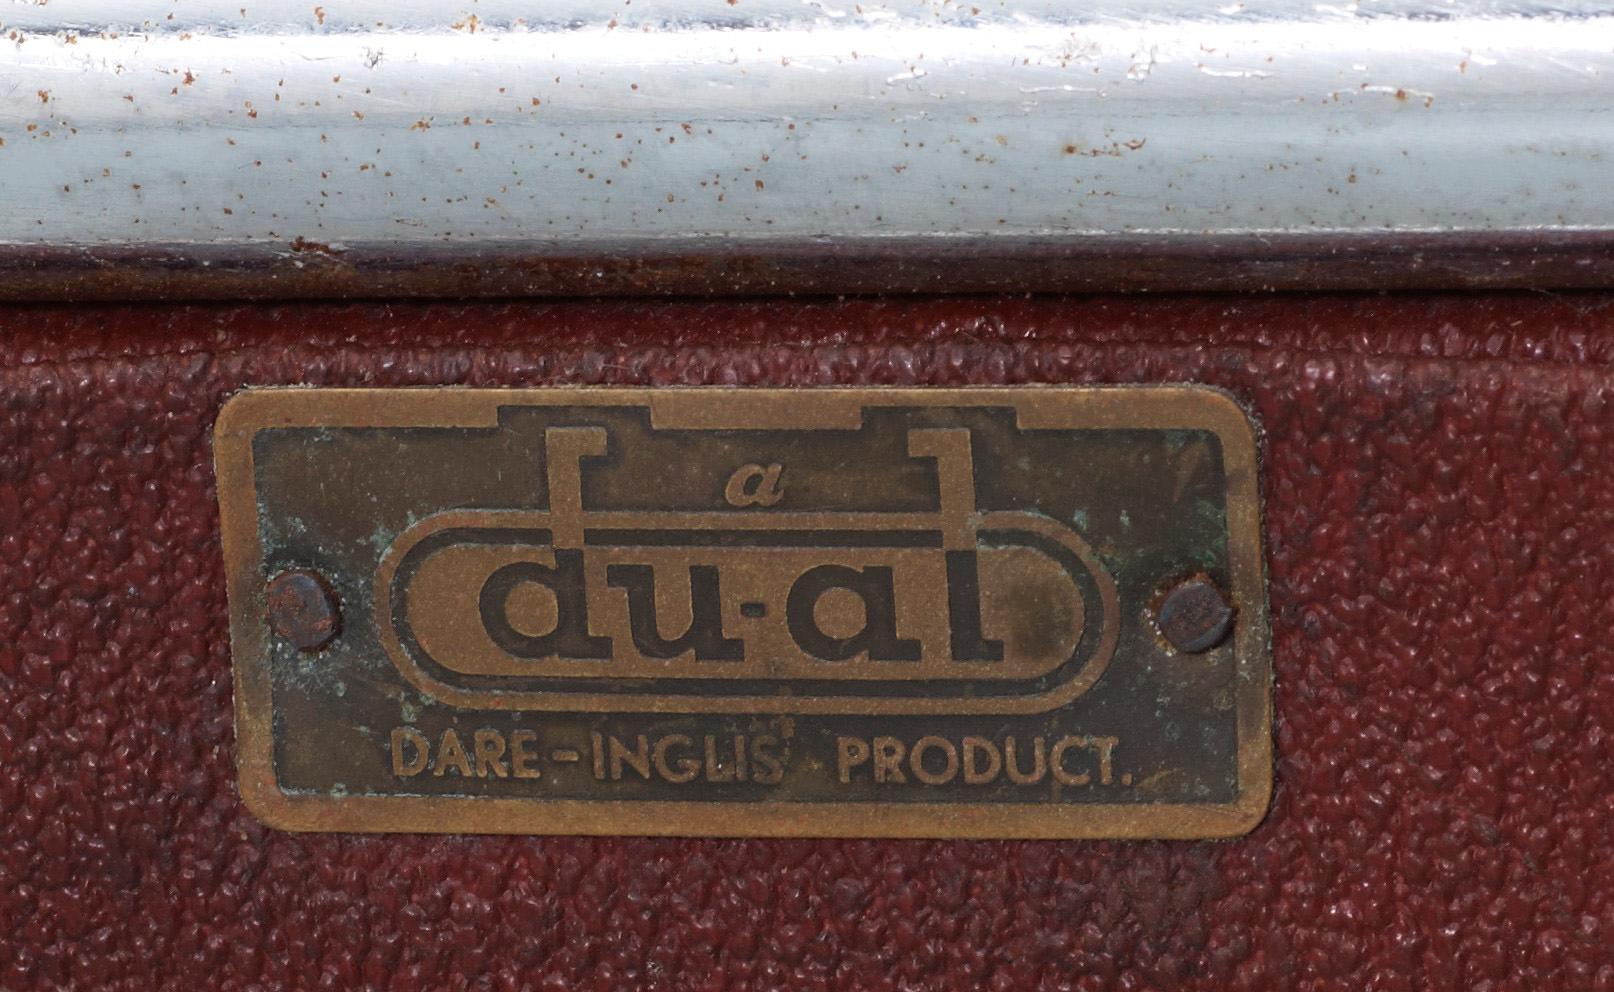 a
du-al
DARE-INGLIS PRODUCT.